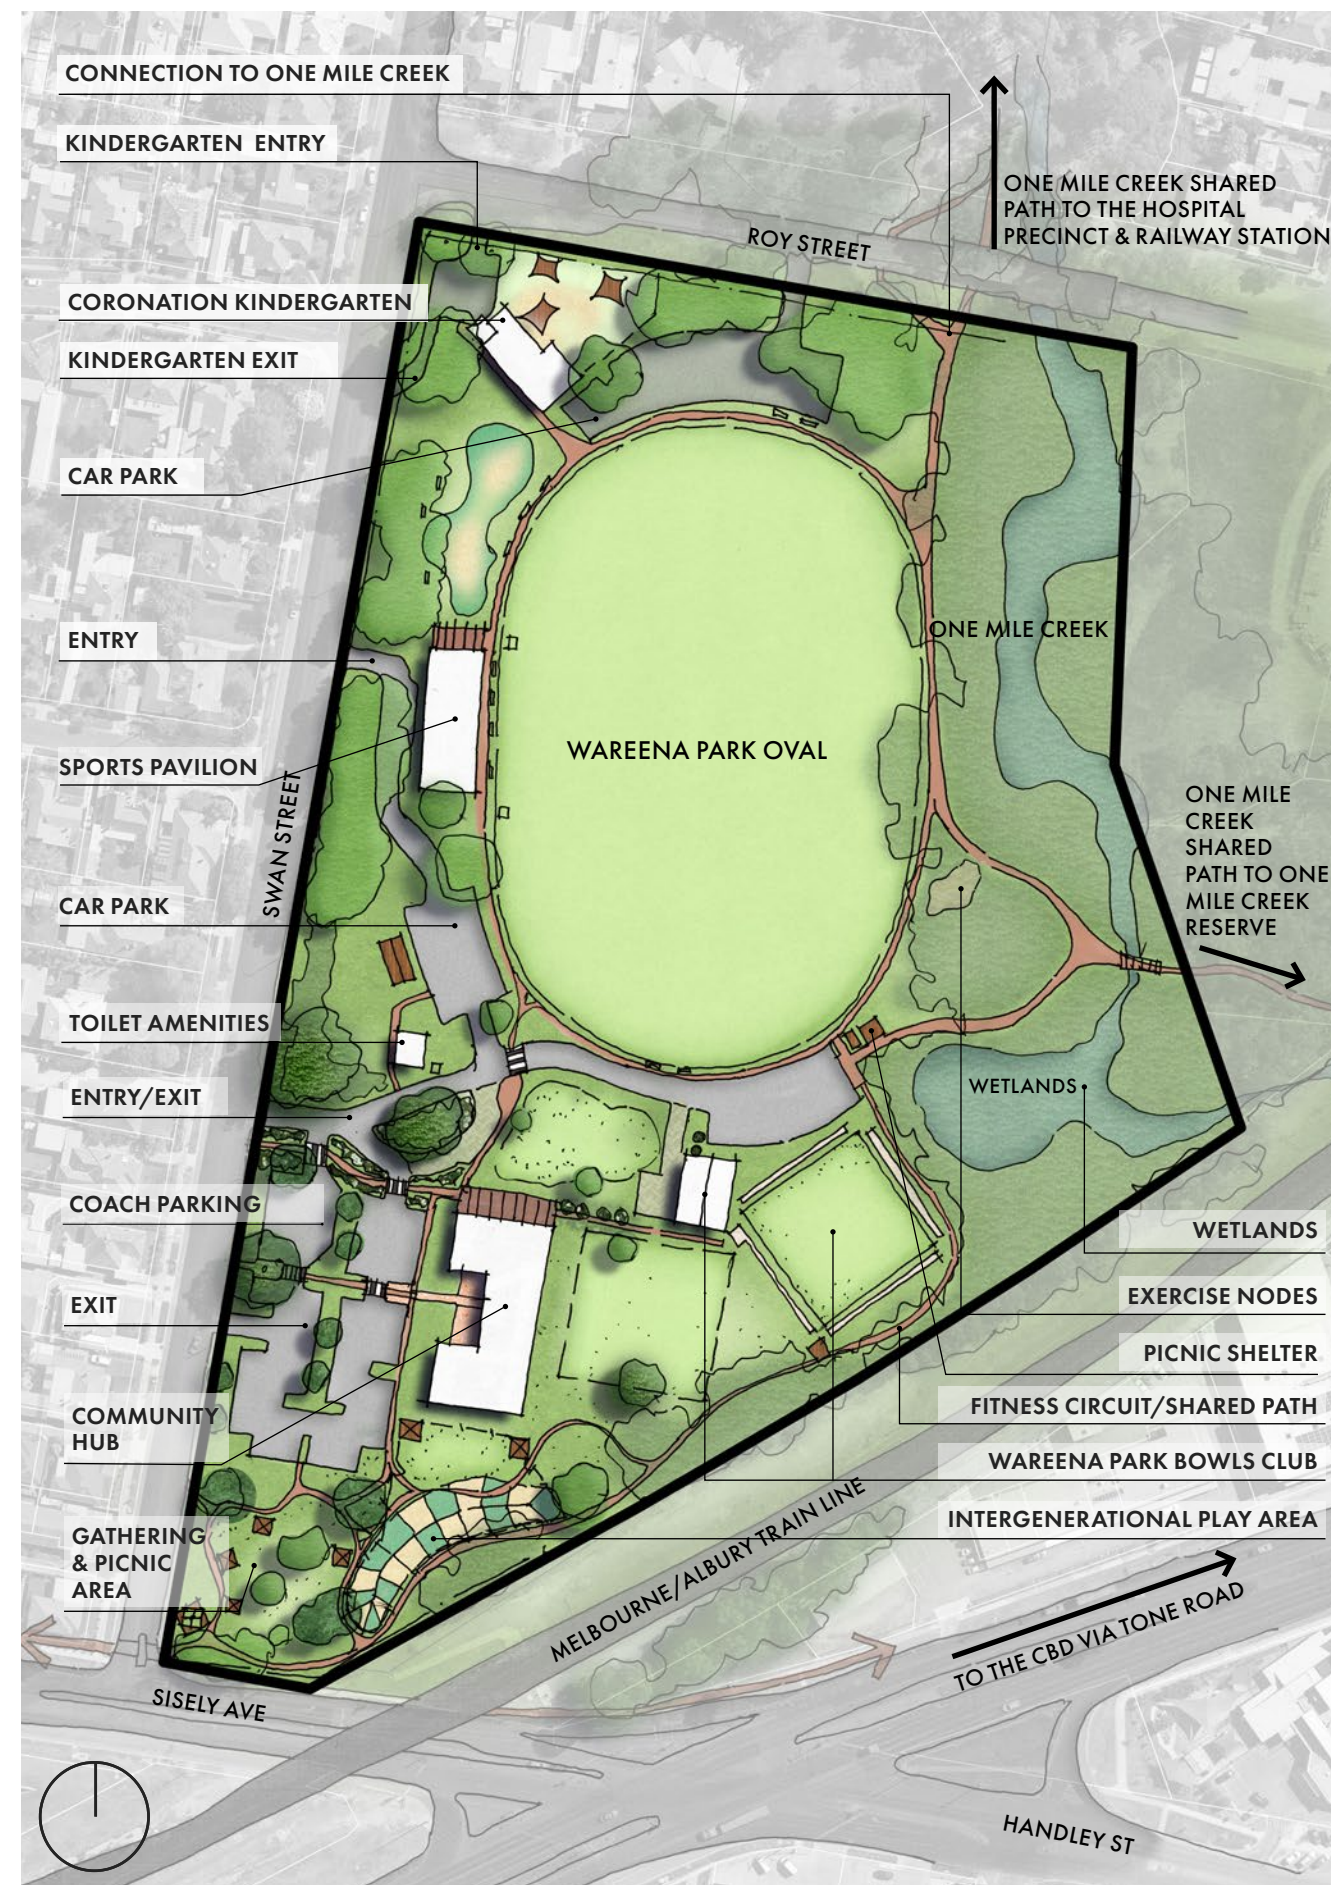 CONNECTION TO ONE MILE CREEK
KINDERGARTEN ENTRY
ONE MILE CREEK SHARED
PATH TO THE HOSPITAL
PRECINCT & RAILWAY STATION
ROY STREET
CORONATION KINDERGARTEN
KINDERGARTEN EXIT
CAR PARK
ENTRY
ONE MILE CREEK
WAREENA PARK OVAL
SPORTS PAVILION
SWAN STREET
ONE MILE
CREEK
SHARED
PATH TO ONE
MILE CREEK
RESERVE
CAR PARK
TOILET AMENITIES
ENTRY/EXIT
WETLANDS
COACH PARKING
WETLANDS
EXIT
EXERCISE NODES
PICNIC SHELTER
FITNESS CIRCUIT/SHARED PATH
COMMUNITY
HUB
WAREENA PARK BOWLS CLUB
INTERGENERATIONAL PLAY AREA
GATHERING
& PICNIC
AREA
MELBOURNE/ALBURY TRAIN LINE
TO THE CBD VIA TONE ROAD
SISELY AVE
HANDLEY ST